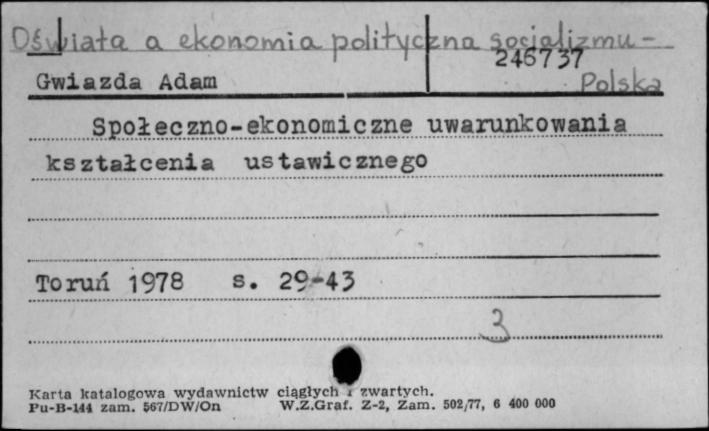 Oświata a ekonomia polityczna socjalizmu -
246737
Gwiazda Adam
Polska
Społeczno-ekonomiczne uwarunkowania
kształcenia ustawicznego
Toruń 1978 s. 29-43
3
Karta katalogowa wydawnictw ciągłych i zwartych.
Pu-B-144 zam. 567/DW/On W.Z.Graf. Z-2, Zam. 502/77, 6 400 000